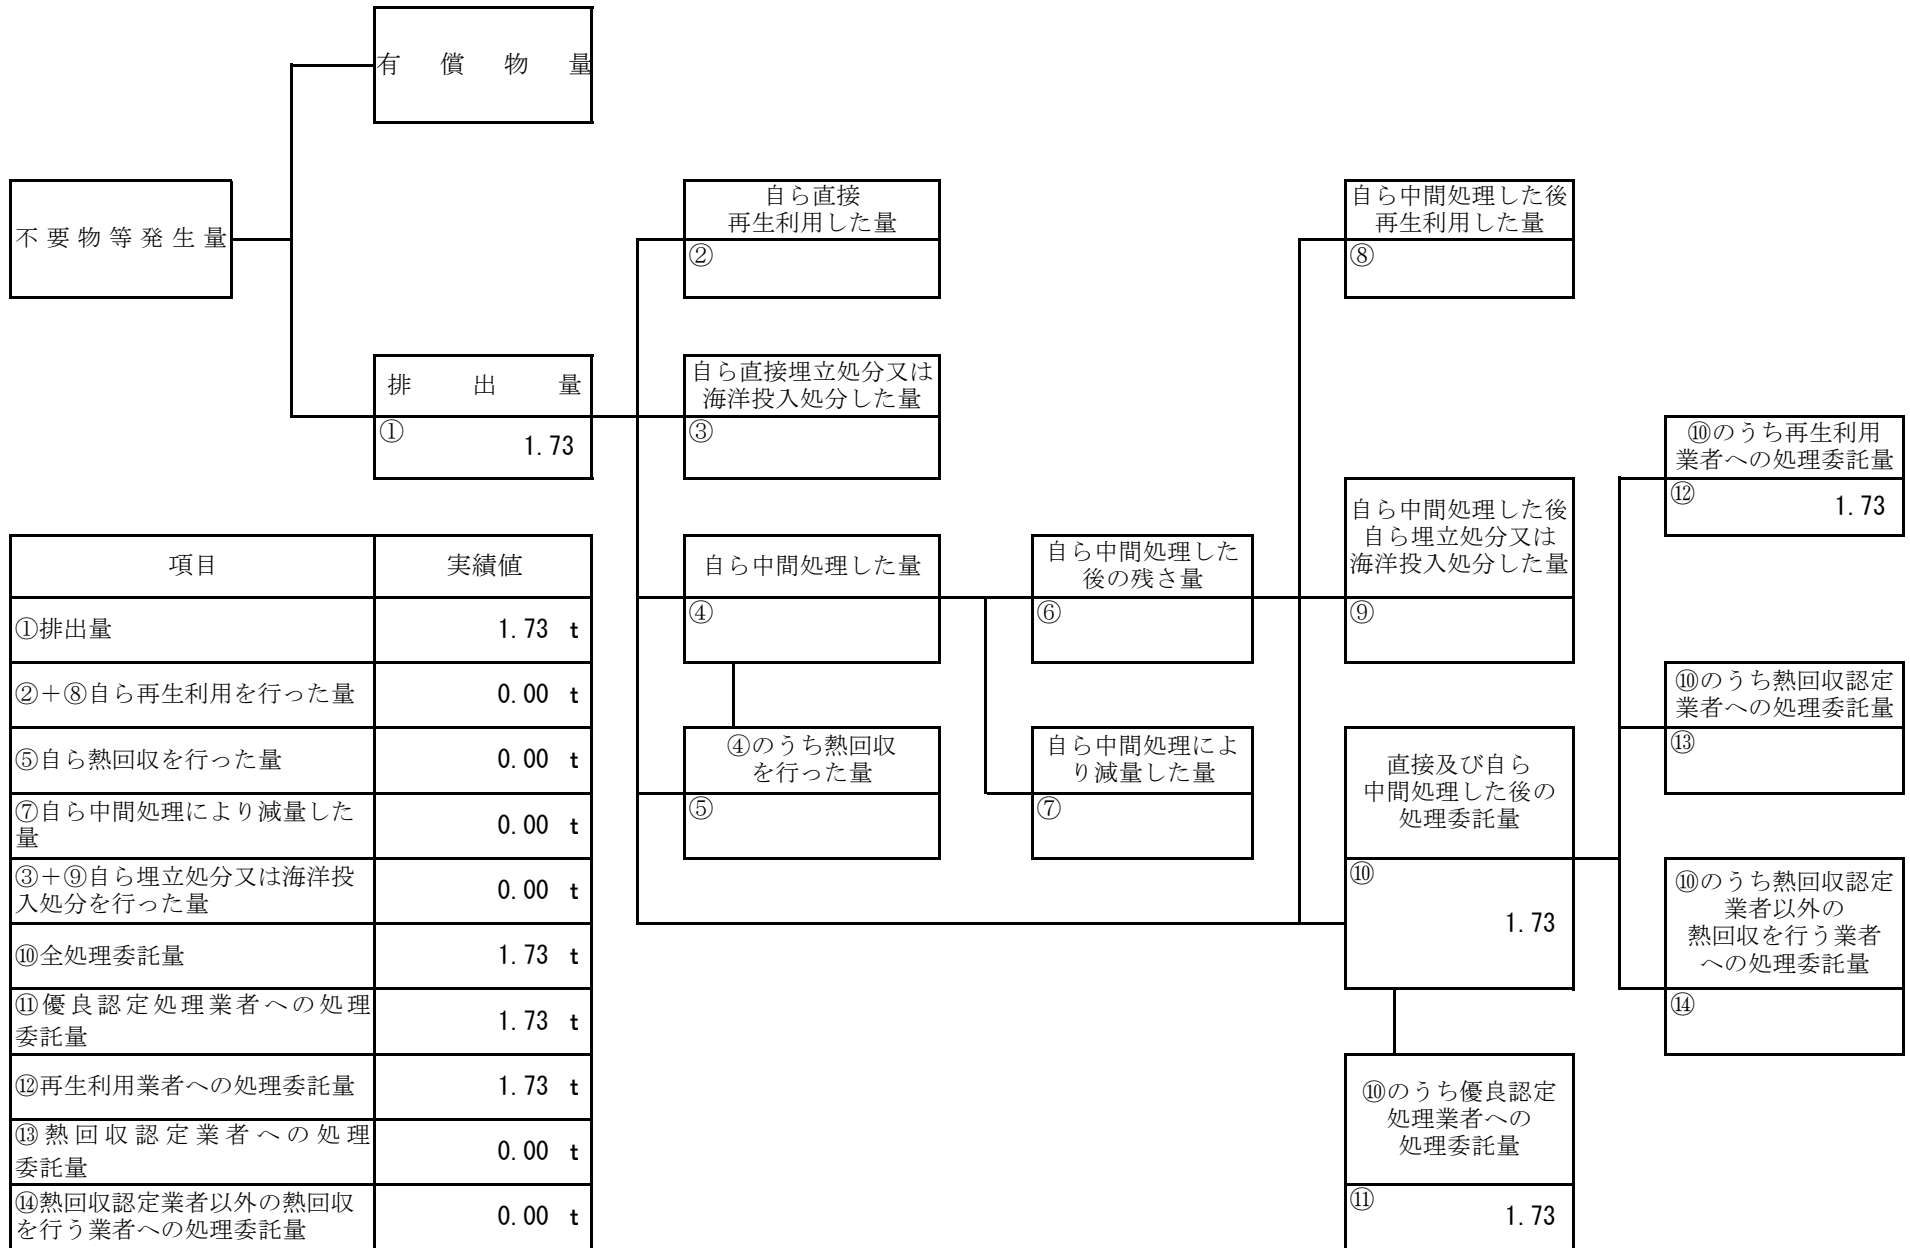 有償物量
不要物等発生量
自ら直接
再生利用した量
②
自ら中間処理した後
再生利用した量
⑧
排出量
①
1.73
自ら直接埋立処分又は
海洋投入処分した量
③
⑩のうち再生利用
業者への処理委託量
⑫
1.73
自ら中間処理した量
④
自ら中間処理した
後の残さ量
⑥
自ら中間処理した後
自ら埋立処分又は
海洋投入処分した量
⑨
⑩のうち熱回収認定
業者への処理委託量
⑬
④のうち熱回収
を行った量
⑤
自ら中間処理によ
り減量した量
⑦
直接及び自ら
中間処理した後の
処理委託量
⑩
1.73
⑩のうち熱回収認定
業者以外の
熱回収を行う業者
への処理委託量
⑭
⑩のうち優良認定
処理業者への
処理委託量
⑪
1.73
項目 実績値
①排出量 1.73 t
②＋⑧自ら再生利用を行った量 0.00 t
⑤自ら熱回収を行った量 0.00 t
⑦自ら中間処理により減量した
量 0.00 t
③＋⑨自ら埋立処分又は海洋投
入処分を行った量 0.00 t
⑩全処理委託量 1.73 t
⑪優良認定処理業者への処理
委託量 1.73 t
⑫再生利用業者への処理委託量 1.73 t
⑬熱回収認定業者への処理
委託量 0.00 t
⑭熱回収認定業者以外の熱回収
を行う業者への処理委託量 0.00 t